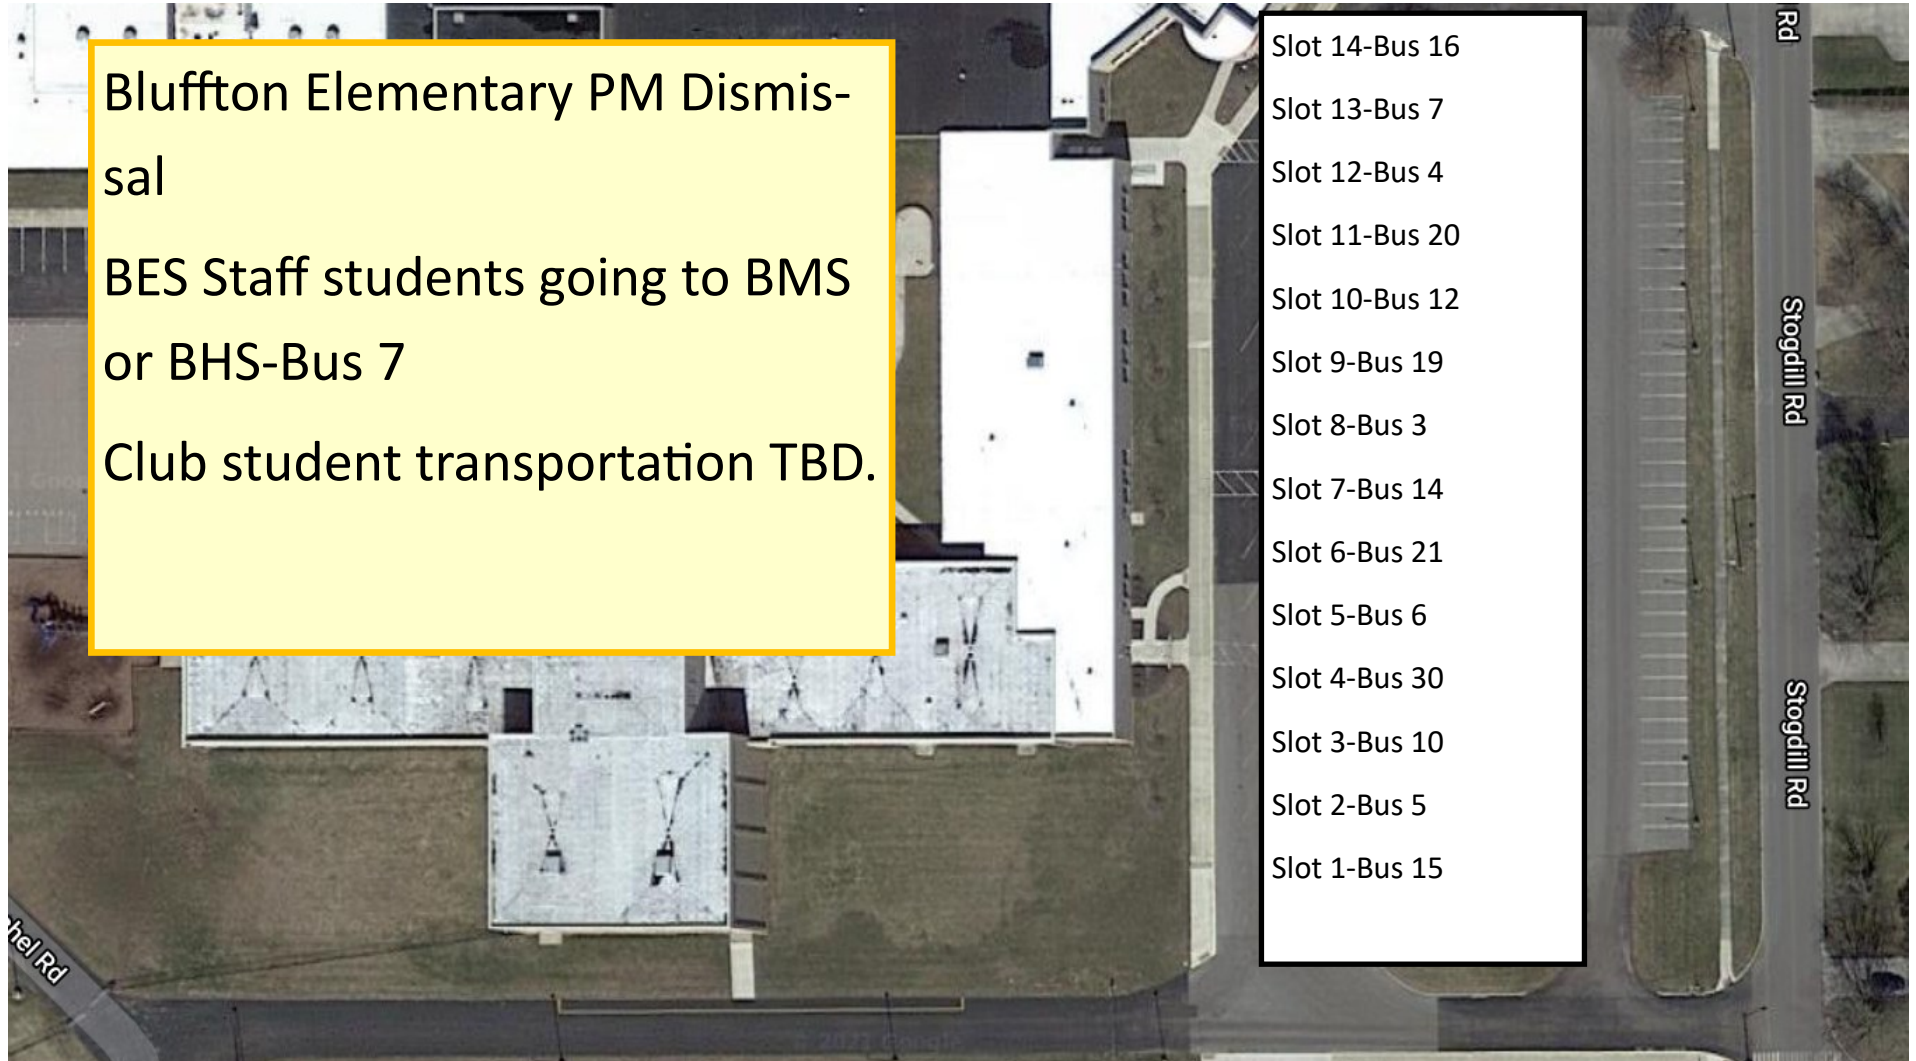 Bluffton Elementary PM Dismis-
sal
BES Staff students going to BMS
or BHS-Bus 7
Club student transportation TBD.
Slot 14-Bus 16
Slot 13-Bus 7
Slot 12-Bus 4
Slot 11-Bus 20
Slot 10-Bus 12
Slot 9-Bus 19
Slot 8-Bus 3
Slot 7-Bus 14
Slot 6-Bus 21
Slot 5-Bus 6
Slot 4-Bus 30
Slot 3-Bus 10
Slot 2-Bus 5
Slot 1-Bus 15
Rd
Stogdill Rd
Stogdill Rd
hel Rd
2021 Google